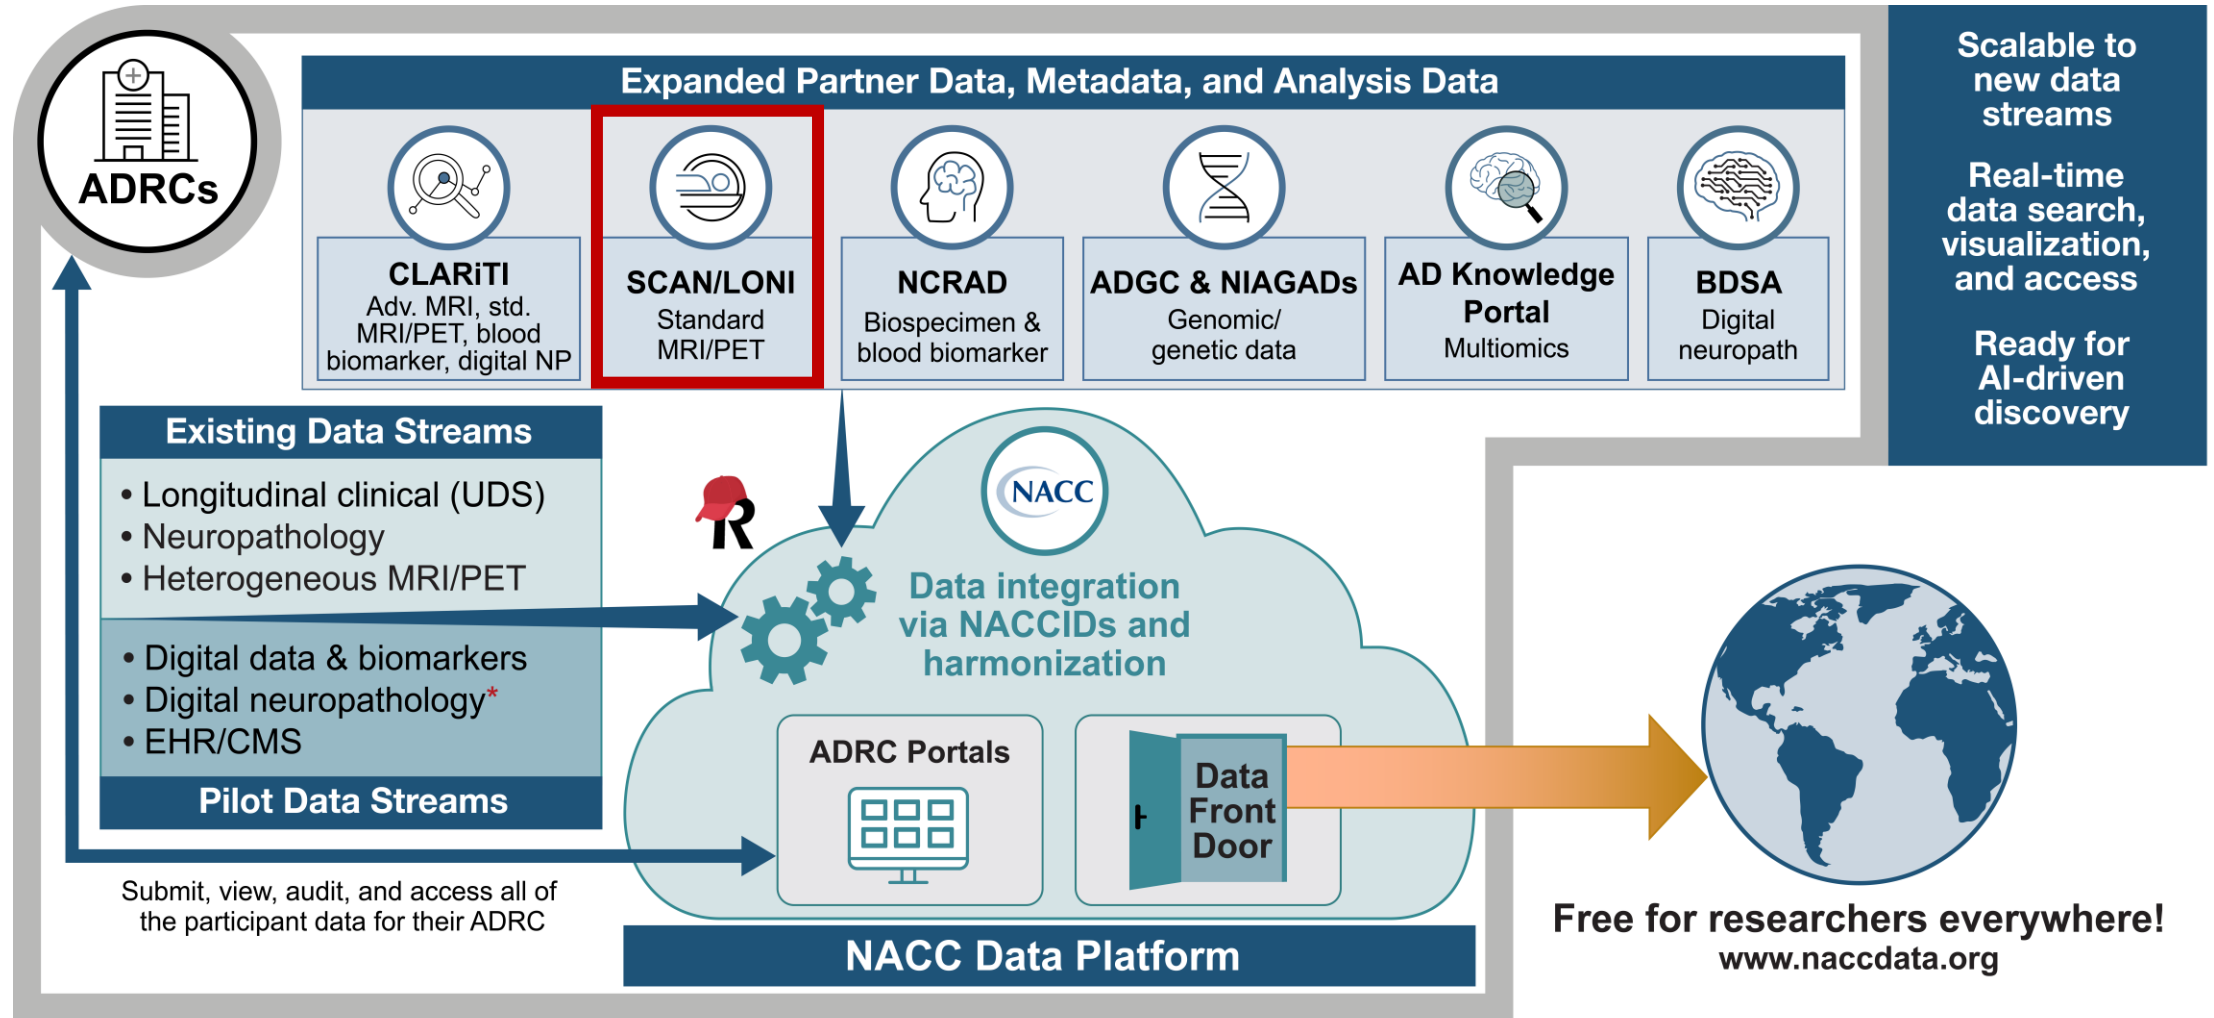 ADRCs
Expanded Partner Data, Metadata, and Analysis Data
CLARiTI
Adv. MRI, std.
MRI/PET, blood
biomarker, digital NP
SCAN/LONI
Standard
MRI/PET
NCRAD
Biospecimen &
blood biomarker
ADGC & NIAGADs
Genomic/
genetic data
AD Knowledge
Portal
Multiomics
BDSA
Digital
neuropath
Scalable to
new data
streams
Real-time
data search,
visualization,
and access
Ready for
AI-driven
discovery
Existing Data Streams
• Longitudinal clinical (UDS)
• Neuropathology
• Heterogeneous MRI/PET
• Digital data & biomarkers
• Digital neuropathology*
• EHR/CMS
Pilot Data Streams
Submit, view, audit, and access all of
the participant data for their ADRC
R
NACC
Data integration
via NACCIDs and
harmonization
ADRC Portals
Data
Front
Door
NACC Data Platform
Free for researchers everywhere!
www.naccdata.org